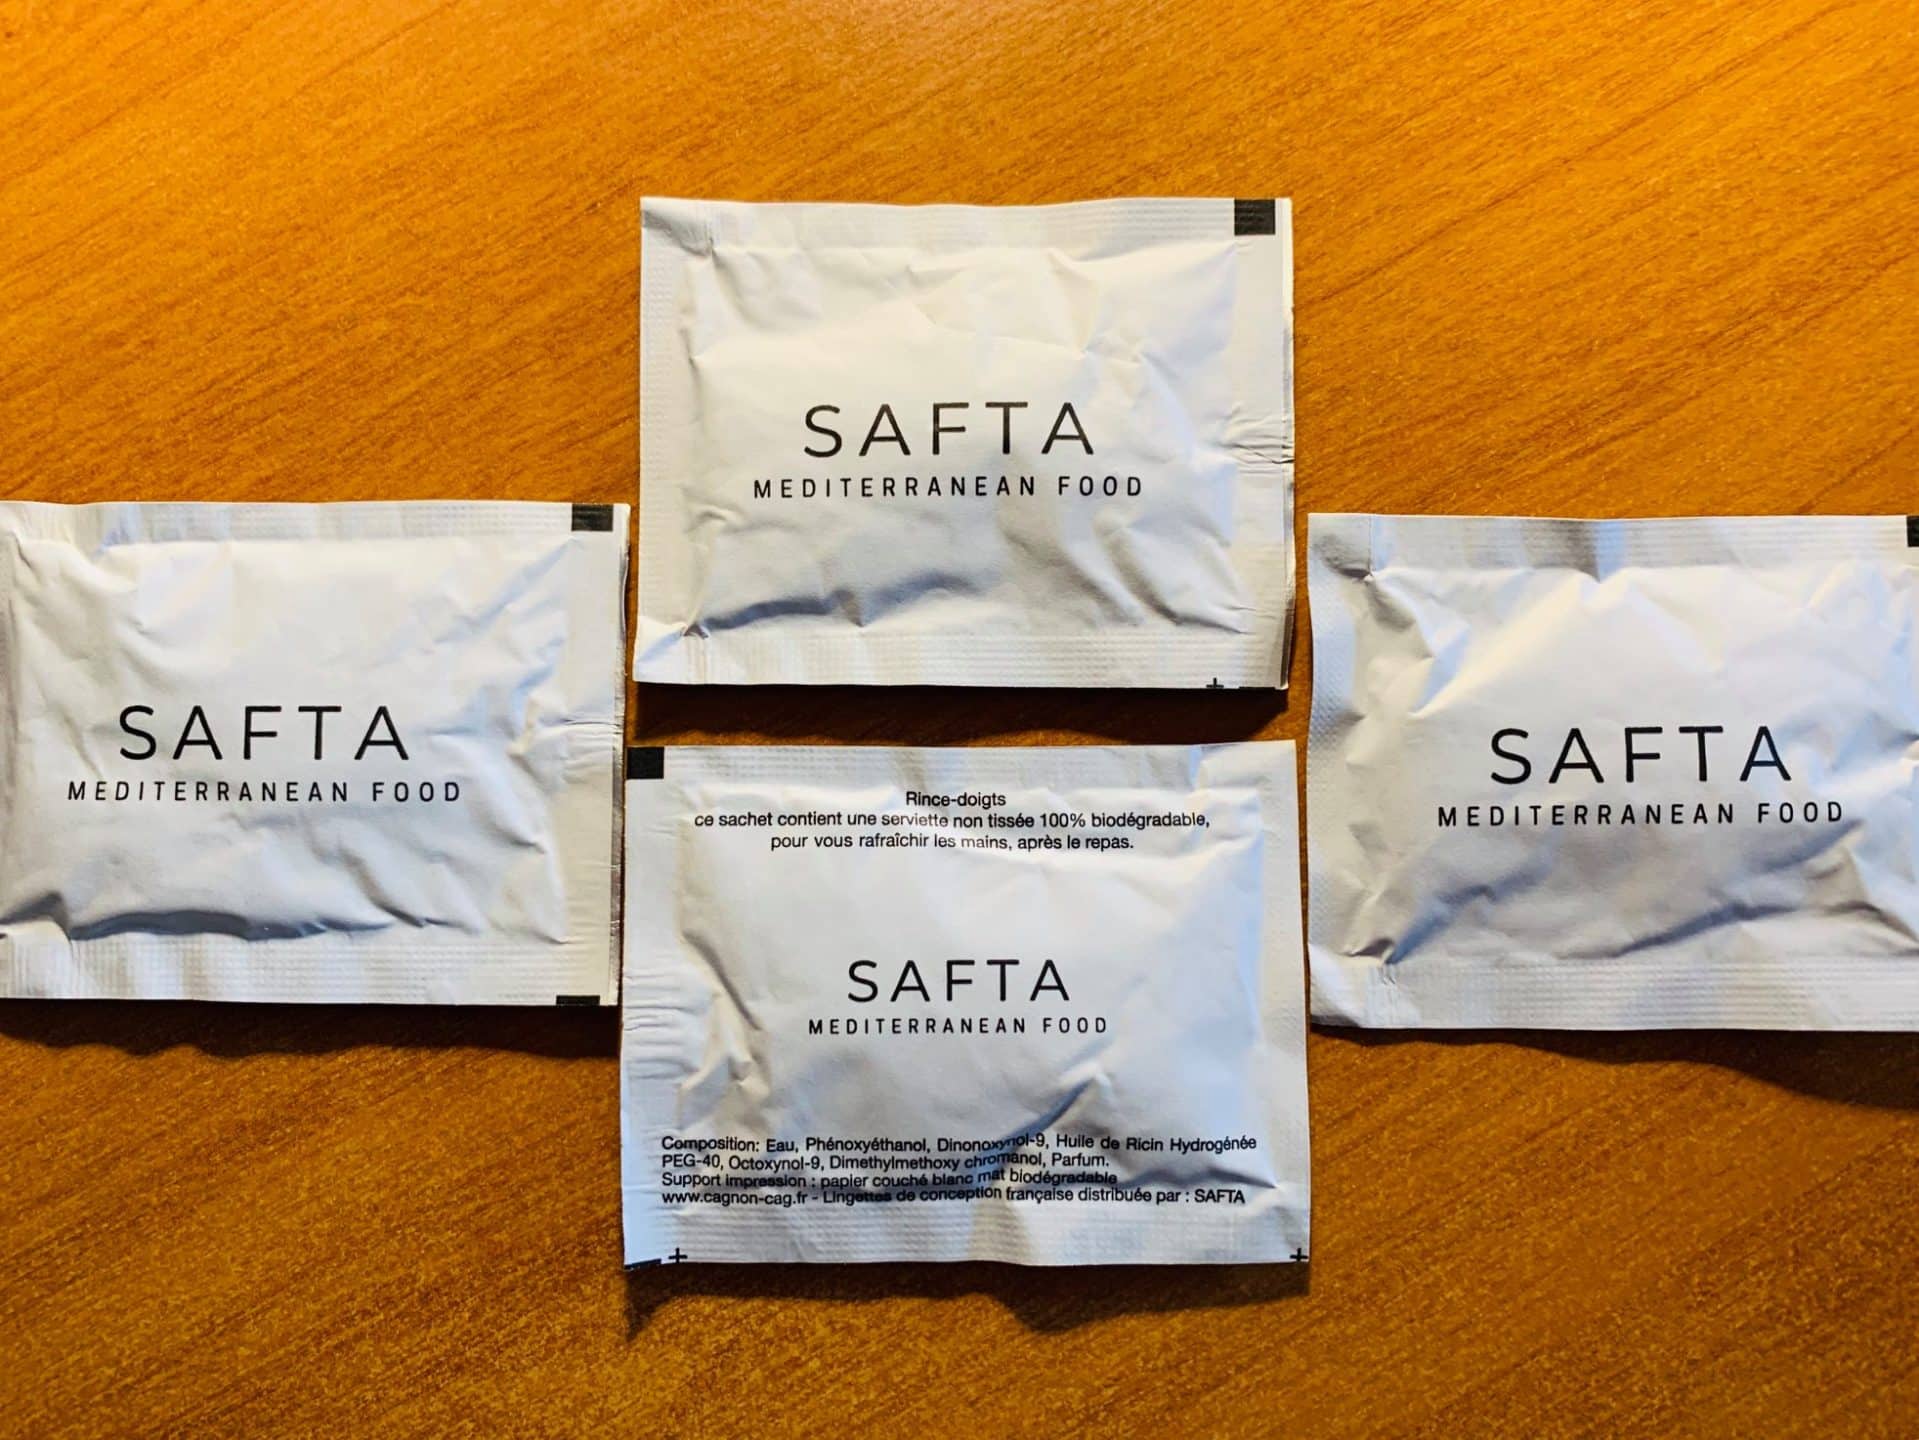 SAFTA
MEDITERRANEAN FOOD
SAFTA
MEDITERRANEAN FOOD
SAFTA
MEDITERRANEAN FOOD
Rince-doigts
ce sachet contient une serviette non tissée 100% biodégradable,
pour vous rafraîchir les mains, après le repas.
SAFTA
MEDITERRANEAN FOOD
Composition: Eau, Phénoxyéthanol, Dinonoxynol-9, Huile de Ricin Hydrogénée
PEG-40, Octoxynol-9, Dimethylmethoxy chromanol, Parfum.
Support impression : papier couché blanc mat biodégradable
www.cagnon-cag.fr - Lingettes de conception française distribuée par : SAFTA